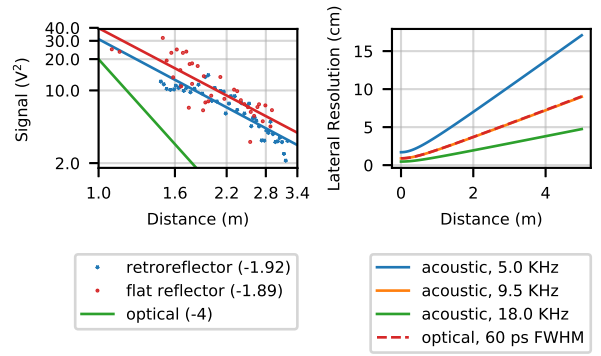 40.0
30.0
20.0
10.0
2.0
Signal (V²)
1.0 1.6 2.2 2.8 3.4
Distance (m)
retroreflector (-1.92)
flat reflector (-1.89)
optical (-4)
Lateral Resolution (cm)
15
10
5
0
0 2 4
Distance (m)
acoustic, 5.0 KHz
acoustic, 9.5 KHz
acoustic, 18.0 KHz
optical, 60 ps FWHM